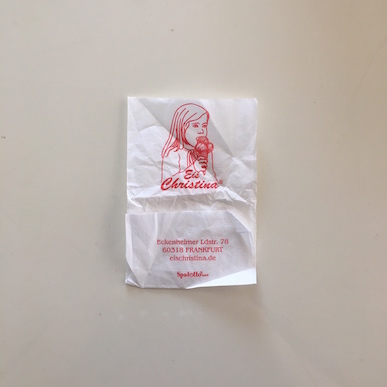 Eis
Christina
Eckenheimer Ldstr. 78
60318 FRANKFURT
eischristina.de